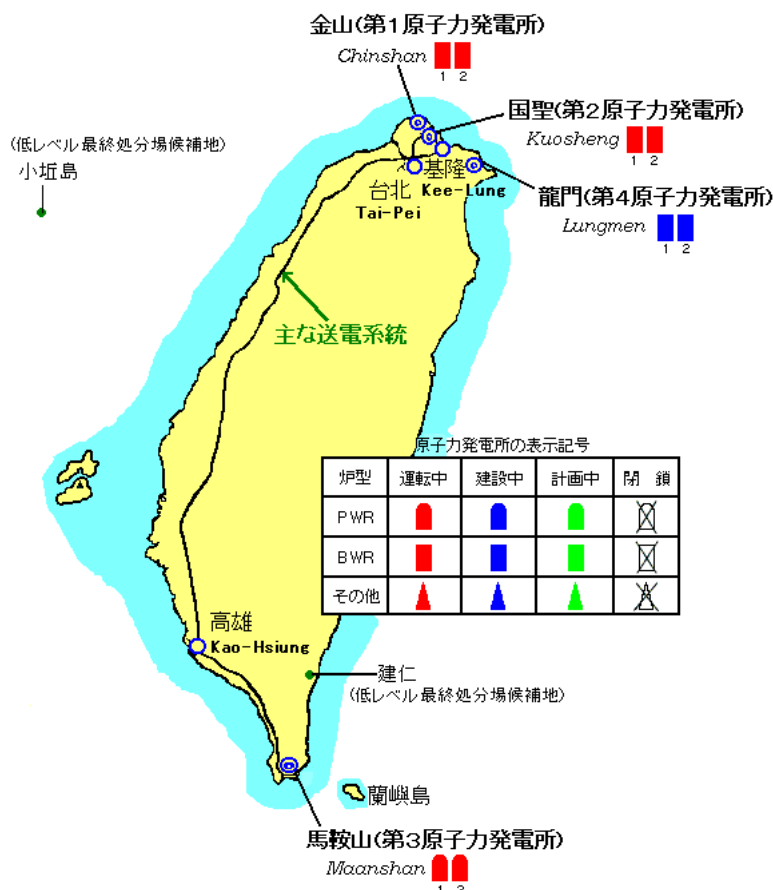 金山(第1原子力発電所)
Chinshan
1 2
国聖(第2原子力発電所)
Kuosheng
1 2
(低レベル最終処分場候補地)
小坵島
基隆
台北 Kee-Lung
Tai-Pei
龍門(第4原子力発電所)
Lungmen
1 2
主な送電系統
原子力発電所の表示記号
炉型 運転中 建設中 計画中 閉 鎖
PWR
BWR
その他
高雄
Kao-Hsiung
建仁
(低レベル最終処分場候補地)
蘭嶼島
馬鞍山(第3原子力発電所)
Maanshan